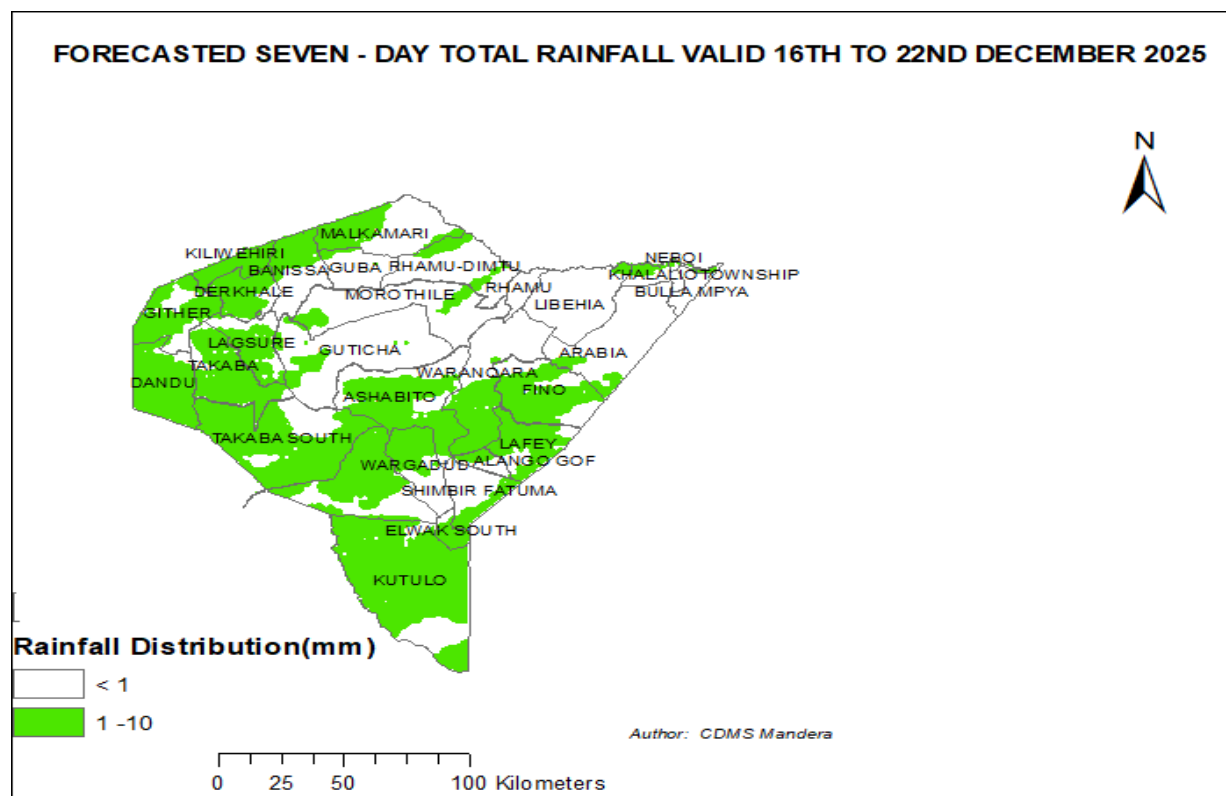 FORECASTED SEVEN - DAY TOTAL RAINFALL VALID 16TH TO 22ND DECEMBER 2025
N
MALKAMARI
KILIWEHIRI
NEBOI
BANISSA GUBA RHAMU-DIMTU
KHALALIO TOWNSHIP
DERKHALE MOROTHILE RHAMU BULLA MPYA
GITHER LIBEHIA
LAGSURE GUTICHA ARABIA
TAKABA
DANDU WARANQARA
ASHABITO FINO
TAKABA SOUTH LAFEY
WARGADUD ALANGO GOF
SHIMBIR FATUMA
ELWAK SOUTH
KUTULO
Rainfall Distribution(mm)
< 1
1 -10
Author: CDMS Mandera
0 25 50 100 Kilometers